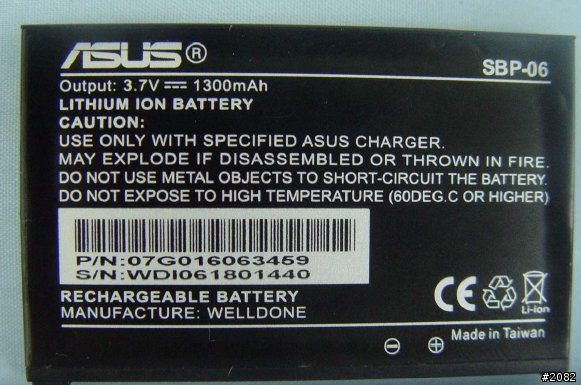 ASUS®
SBP-06
Output: 3.7V 1300mAh
LITHIUM ION BATTERY
CAUTION:
USE ONLY WITH SPECIFIED ASUS CHARGER.
MAY EXPLODE IF DISASSEMBLED OR THROWN IN FIRE.
DO NOT USE METAL OBJECTS TO SHORT-CIRCUIT THE BATTERY.
DO NOT EXPOSE TO HIGH TEMPERATURE (60DEG.C OR HIGHER)
P/N:07G016063459
S/N:WDI061801440
RECHARGEABLE BATTERY
MANUFACTURE: WELLDONE
CE
Li-ion
Made in Taiwan
#2082